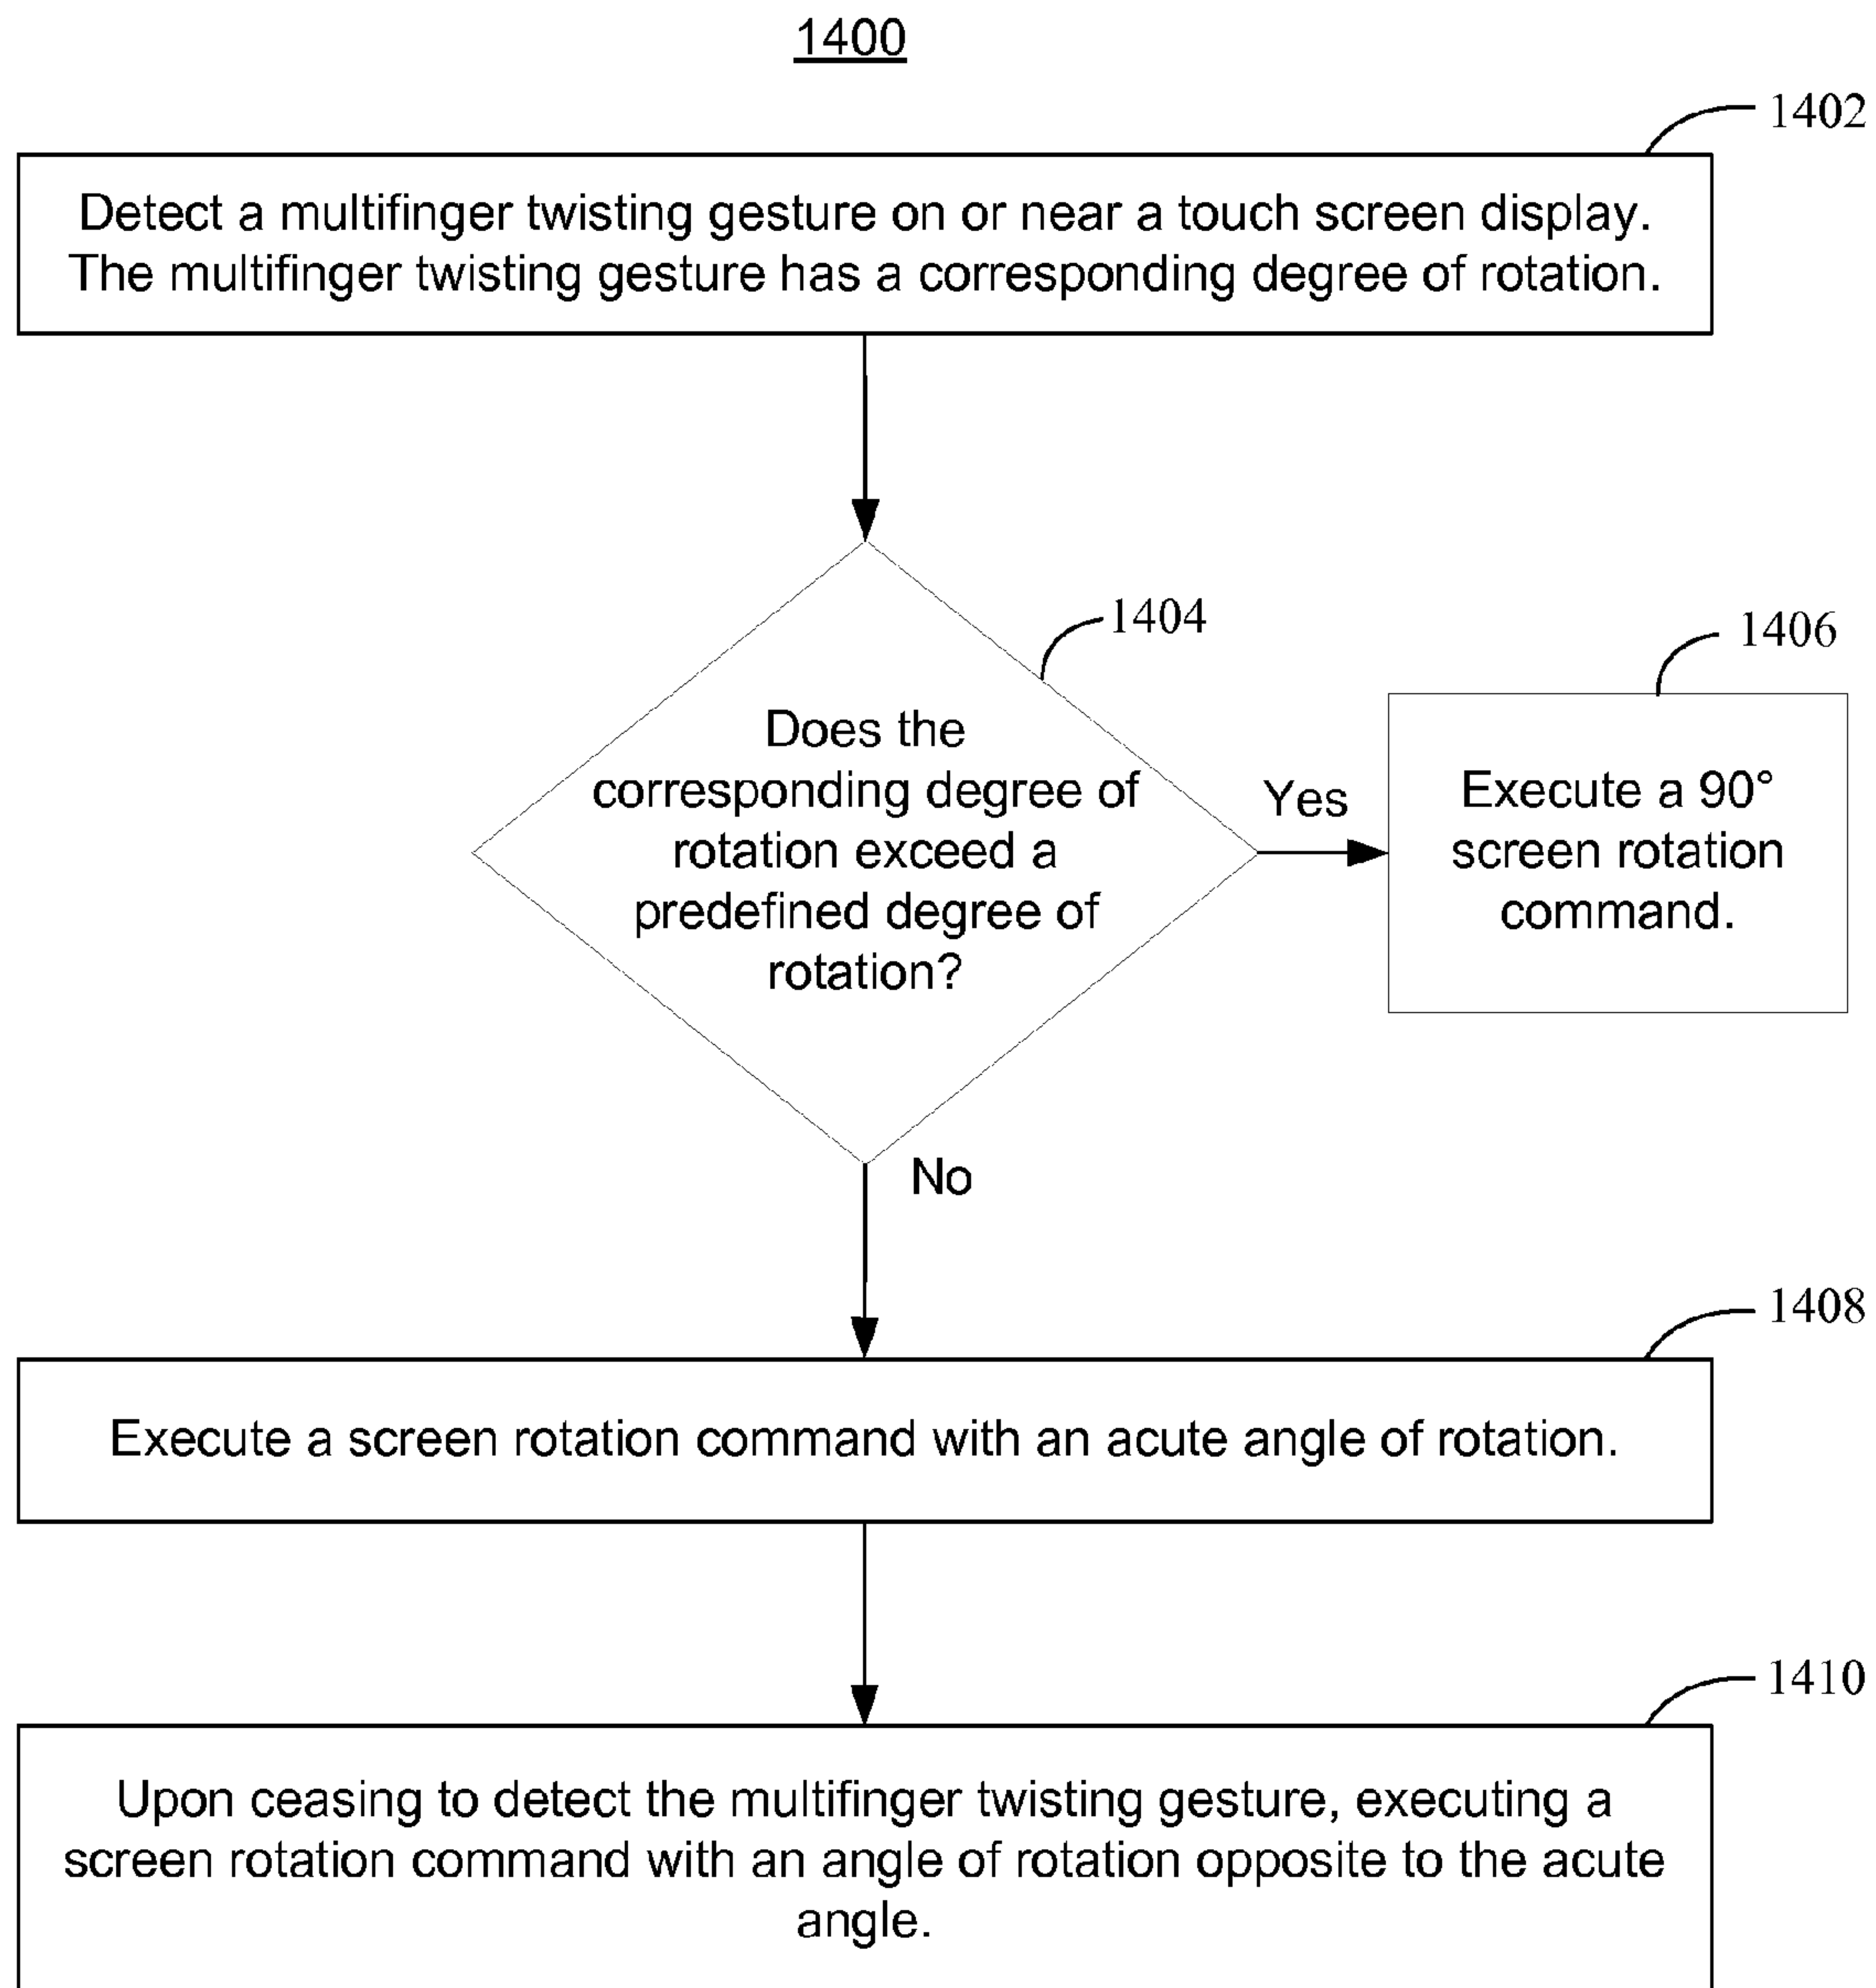 1400
1402
Detect a multifinger twisting gesture on or near a touch screen display.
The multifinger twisting gesture has a corresponding degree of rotation.
1404
Does the
corresponding degree of
rotation exceed a
predefined degree of
rotation?
Yes
1406
Execute a 90°
screen rotation
command.
No
1408
Execute a screen rotation command with an acute angle of rotation.
1410
Upon ceasing to detect the multifinger twisting gesture, executing a
screen rotation command with an angle of rotation opposite to the acute
angle.